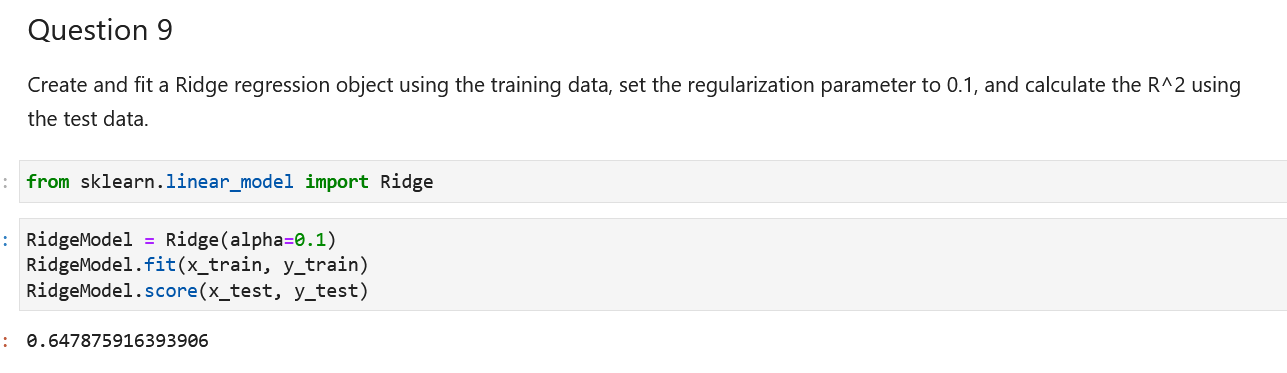 Question 9
Create and fit a Ridge regression object using the training data, set the regularization parameter to 0.1, and calculate the R^2 using
the test data.
: from sklearn.linear_model import Ridge
: RidgeModel = Ridge(alpha=0.1)
RidgeModel.fit(x_train, y_train)
RidgeModel.score(x_test, y_test)
: 0.647875916393906